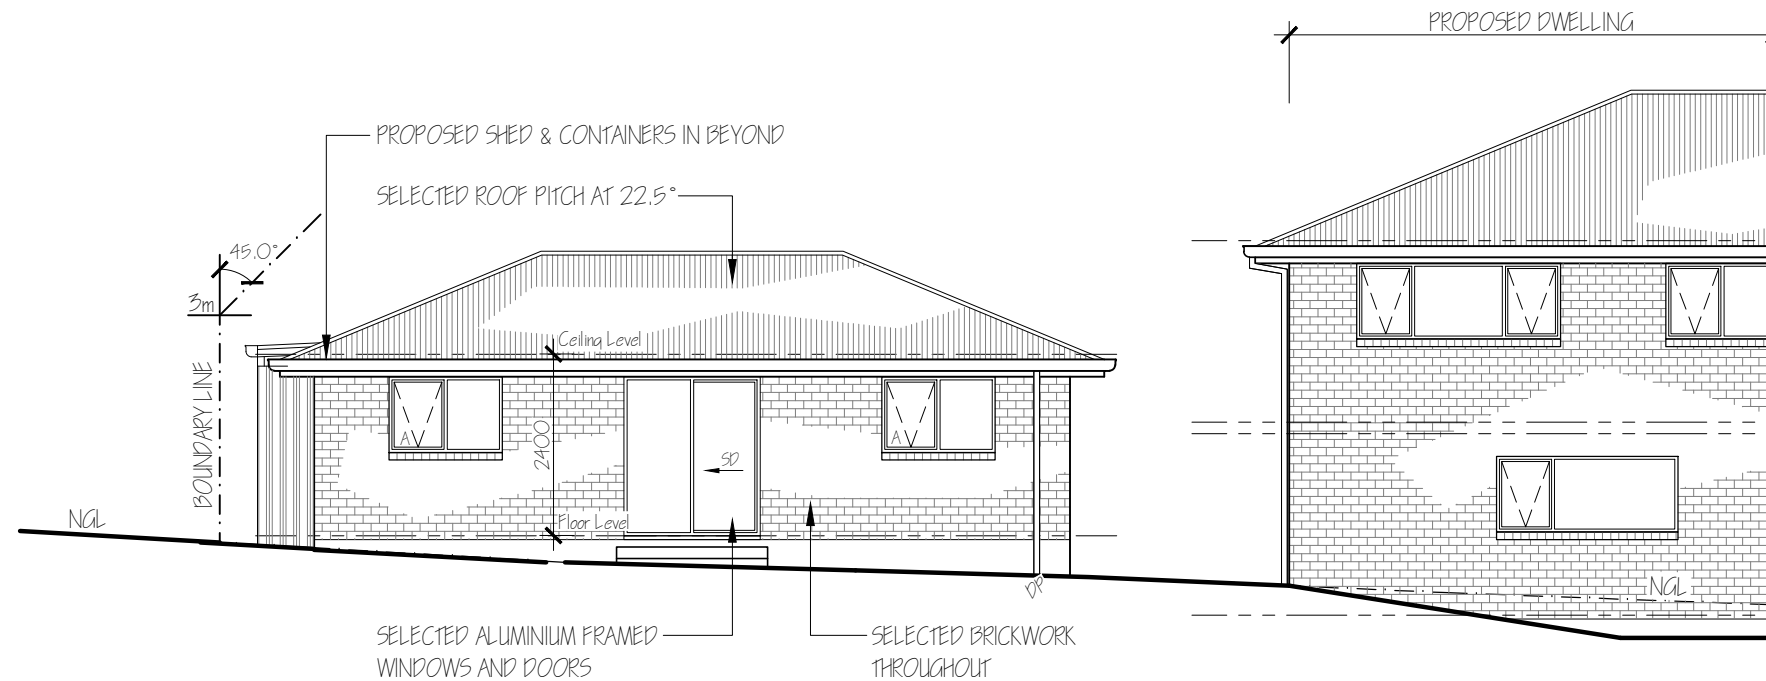 PROPOSED DWELLING
PROPOSED SHED & CONTAINERS IN BEYOND
SELECTED ROOF PITCH AT 22.5°
45.0°
3m
Ceiling Level
BOUNDARY LINE
A
2400
SD
A
NGL
Floor Level
DP
NGL
SELECTED ALUMINIUM FRAMED
WINDOWS AND DOORS
SELECTED BRICKWORK
THROUGHOUT